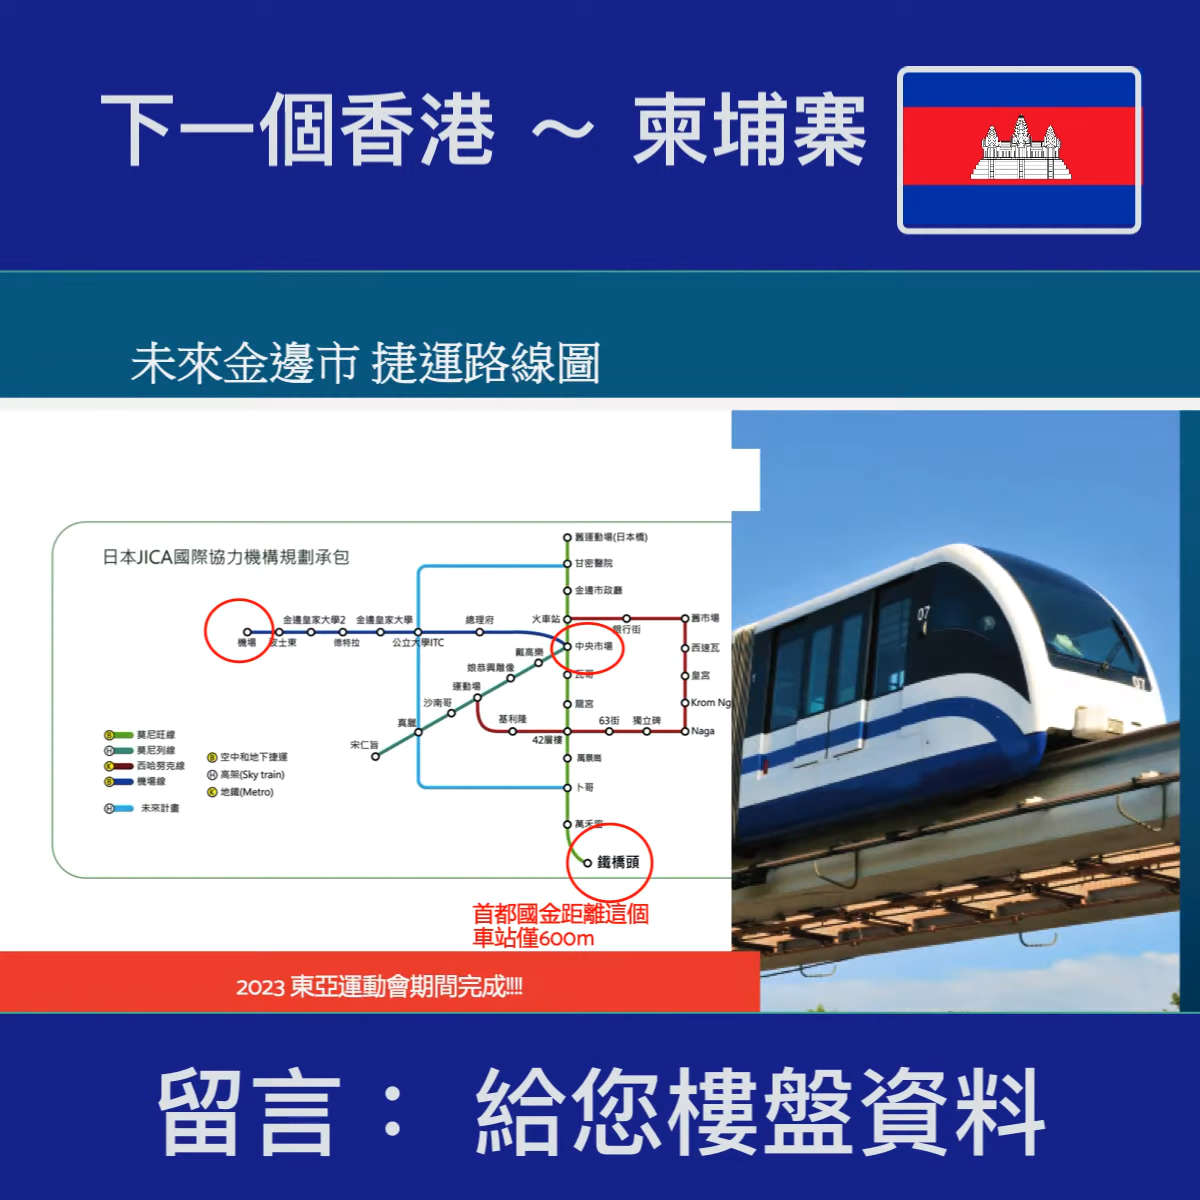 下一個香港 ～ 柬埔寨
未來金邊市 捷運路線圖
日本JICA國際協力機構規劃承包
舊運動場(日本橋)
甘密醫院
金邊市政廳
金邊皇家大學2
金邊皇家大學
總理府
火車站
舊市場
銀行街
機場
波士東
德特拉
公立大學ITC
中央市場
西速瓦
戴高樂
娘恭興雕像
瓦哥
皇宮
運動場
沙南哥
龍宮
Krom Ng
真臘
基利隆
63街
獨立碑
42層樓
Naga
宋仁旨
萬景崗
卜哥
莫尼旺線
莫尼列線
西哈努克線
機場線
未來計畫
B 空中和地下捷運
H 高架(Sky train)
K 地鐵(Metro)
鐵橋頭
首都國金距離這個
車站僅600m
2023 東亞運動會期間完成!!!!
07
07
留言： 給您樓盤資料